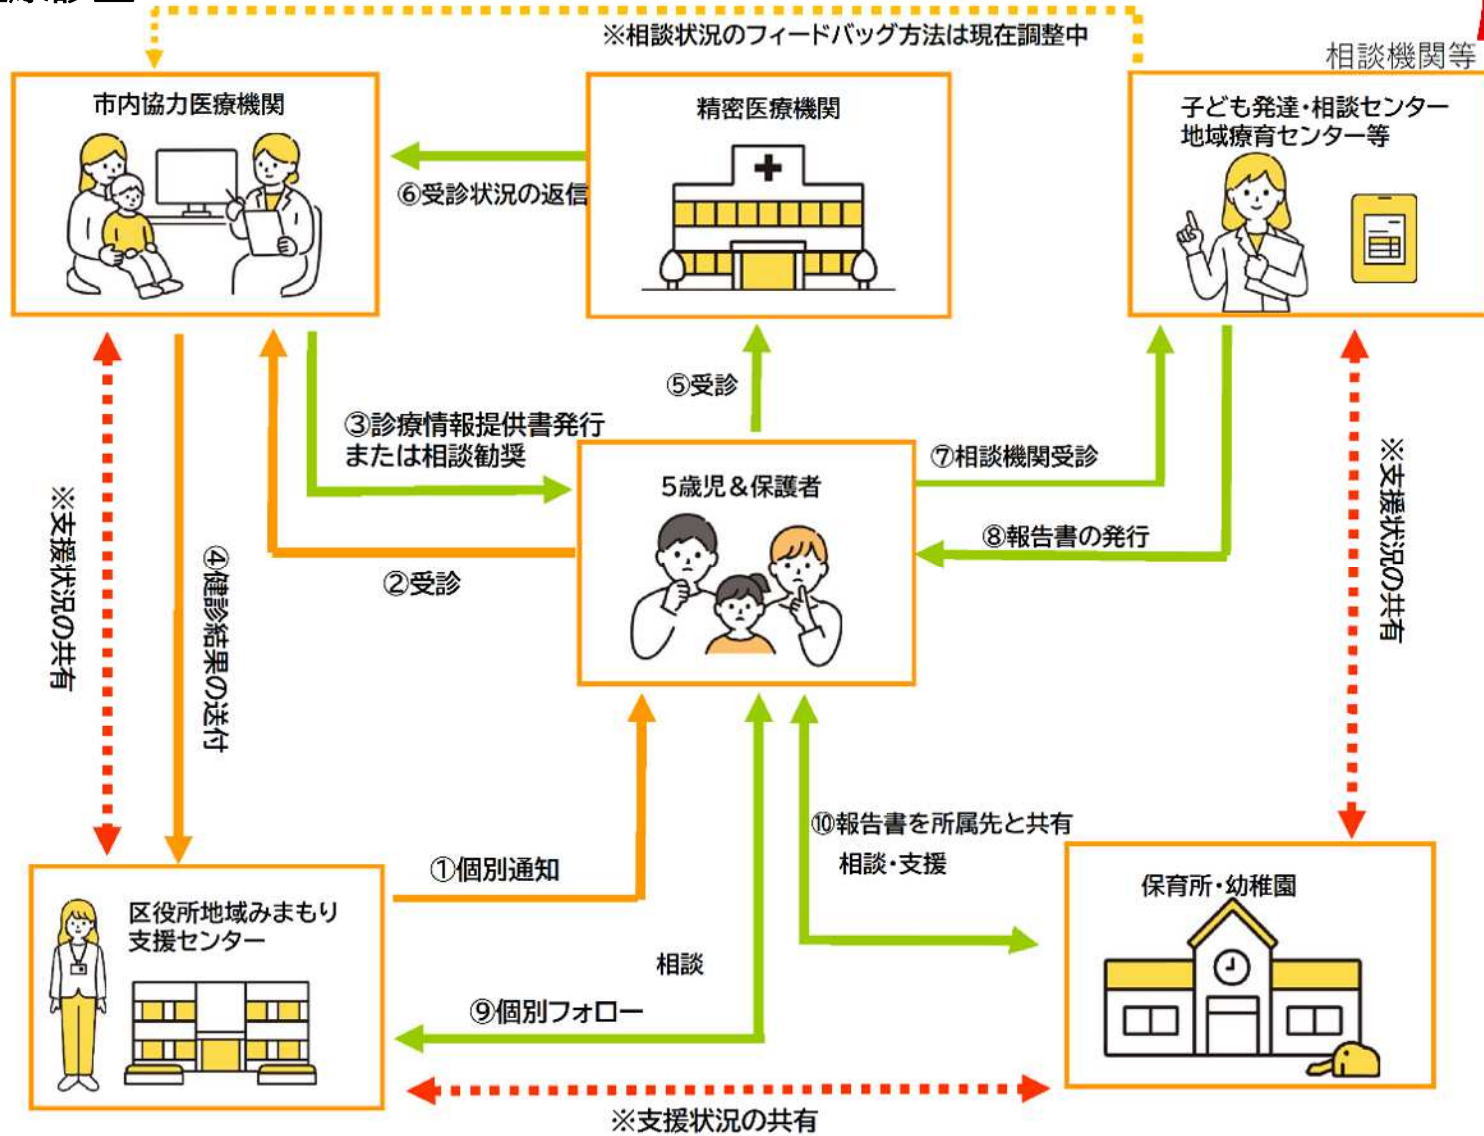 ※相談状況のフィードバッグ方法は現在調整中
相談機関等
市内協力医療機関
精密医療機関
子ども発達・相談センター
地域療育センター等
⑥受診状況の返信
⑤受診
③診療情報提供書発行
または相談勧奨
⑦相談機関受診
5歳児＆保護者
⑧報告書の発行
②受診
※支援状況の共有
④健診結果の送付
※支援状況の共有
①個別通知
⑩報告書を所属先と共有
相談・支援
区役所地域みまもり
支援センター
保育所・幼稚園
相談
⑨個別フォロー
※支援状況の共有